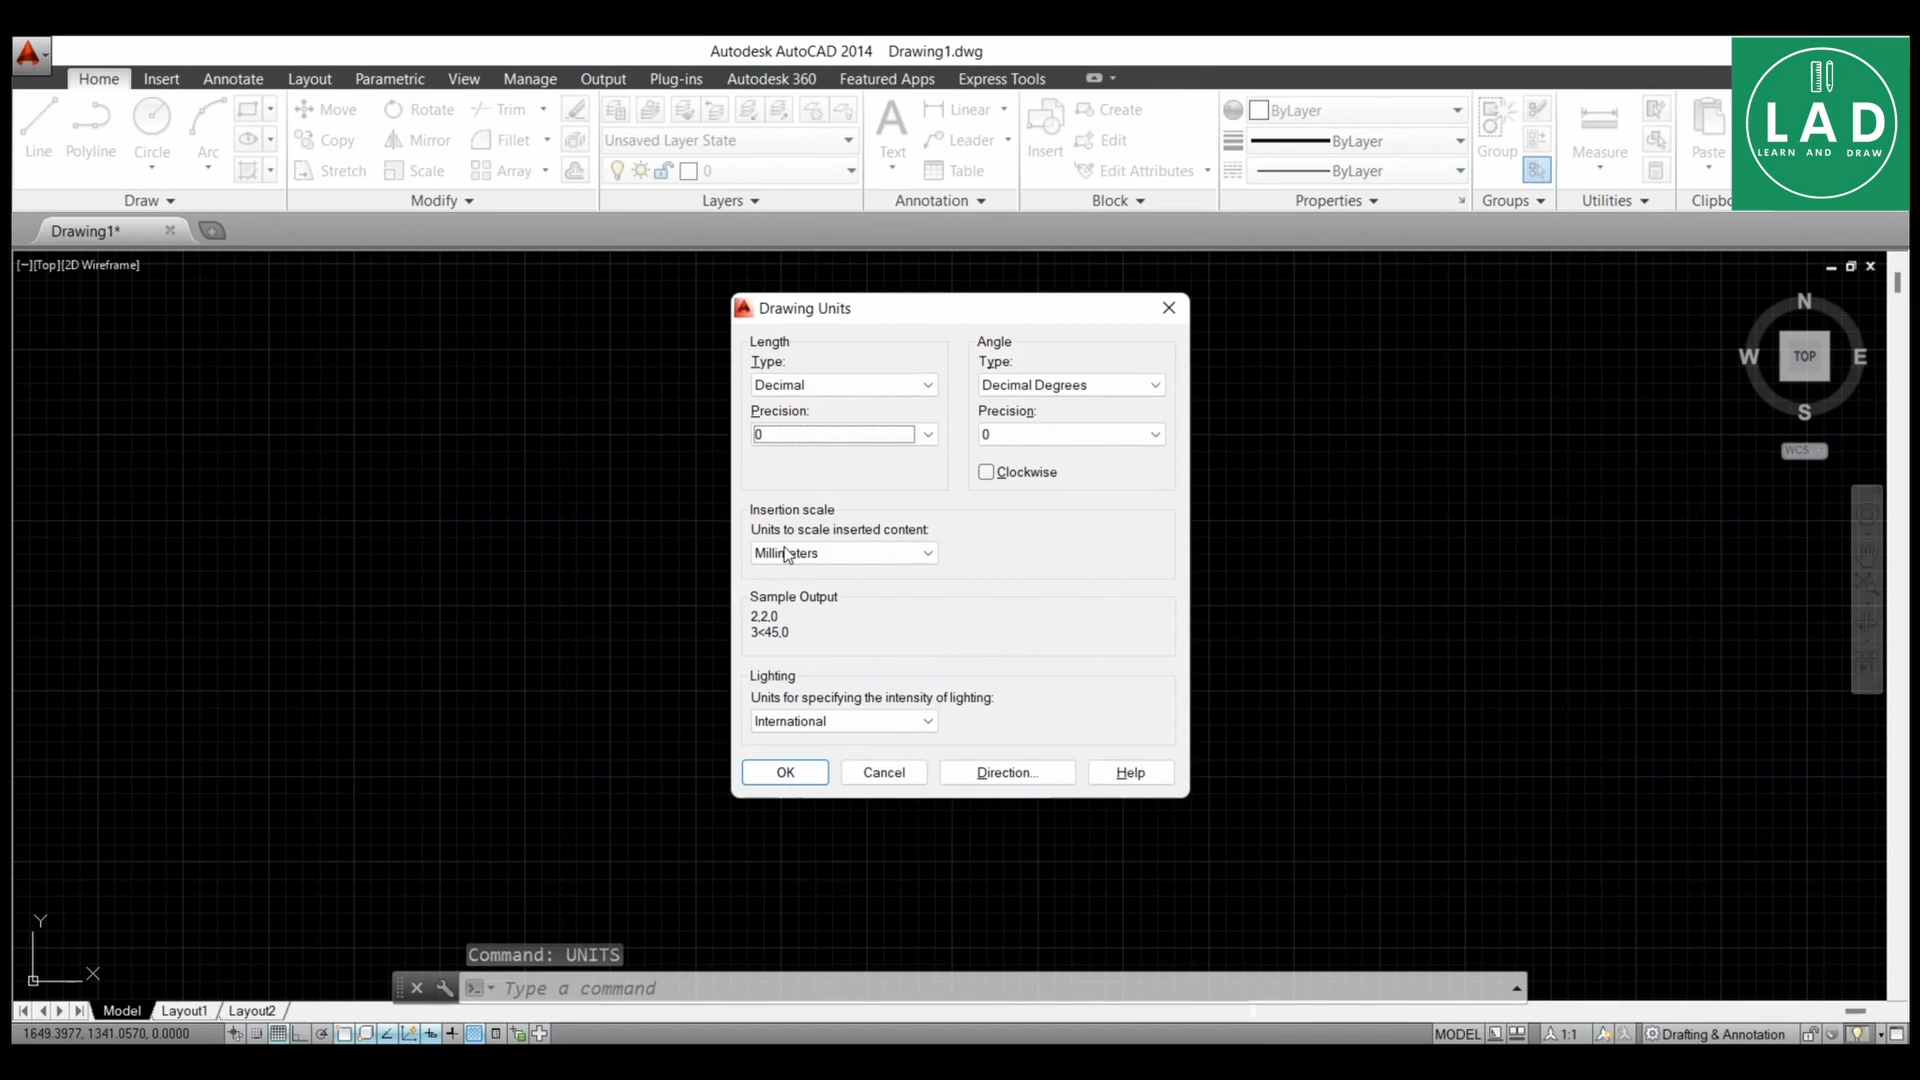 Autodesk AutoCAD 2014 Drawing1.dwg
Home Insert Annotate Layout Parametric View Manage Output Plug-ins Autodesk 360 Featured Apps Express Tools
LAD
LEARN AND DRAW
Move Rotate Trim
Line Polyline Circle Arc
Copy Mirror Fillet
Stretch Scale Array
Unsaved Layer State
0
Text
Linear
Leader
Table
Insert
Create
Edit
Edit Attributes
ByLayer
ByLayer
ByLayer
Group
Measure
Paste
Draw Modify Layers Annotation Block Properties Groups Utilities Clipbo
Drawing1*
[−][Top][2D Wireframe]
N
W TOP E
S
WCS
Drawing Units
Length
Type:
Decimal
Precision:
0
Angle
Type:
Decimal Degrees
Precision:
0
Clockwise
Insertion scale
Units to scale inserted content:
Millimeters
Sample Output
2,2,0
3<45,0
Lighting
Units for specifying the intensity of lighting:
International
OK Cancel Direction... Help
Y
X
Command: UNITS
Type a command
Model Layout1 Layout2
1649.3977, 1341.0570, 0.0000
MODEL 1:1 Drafting & Annotation